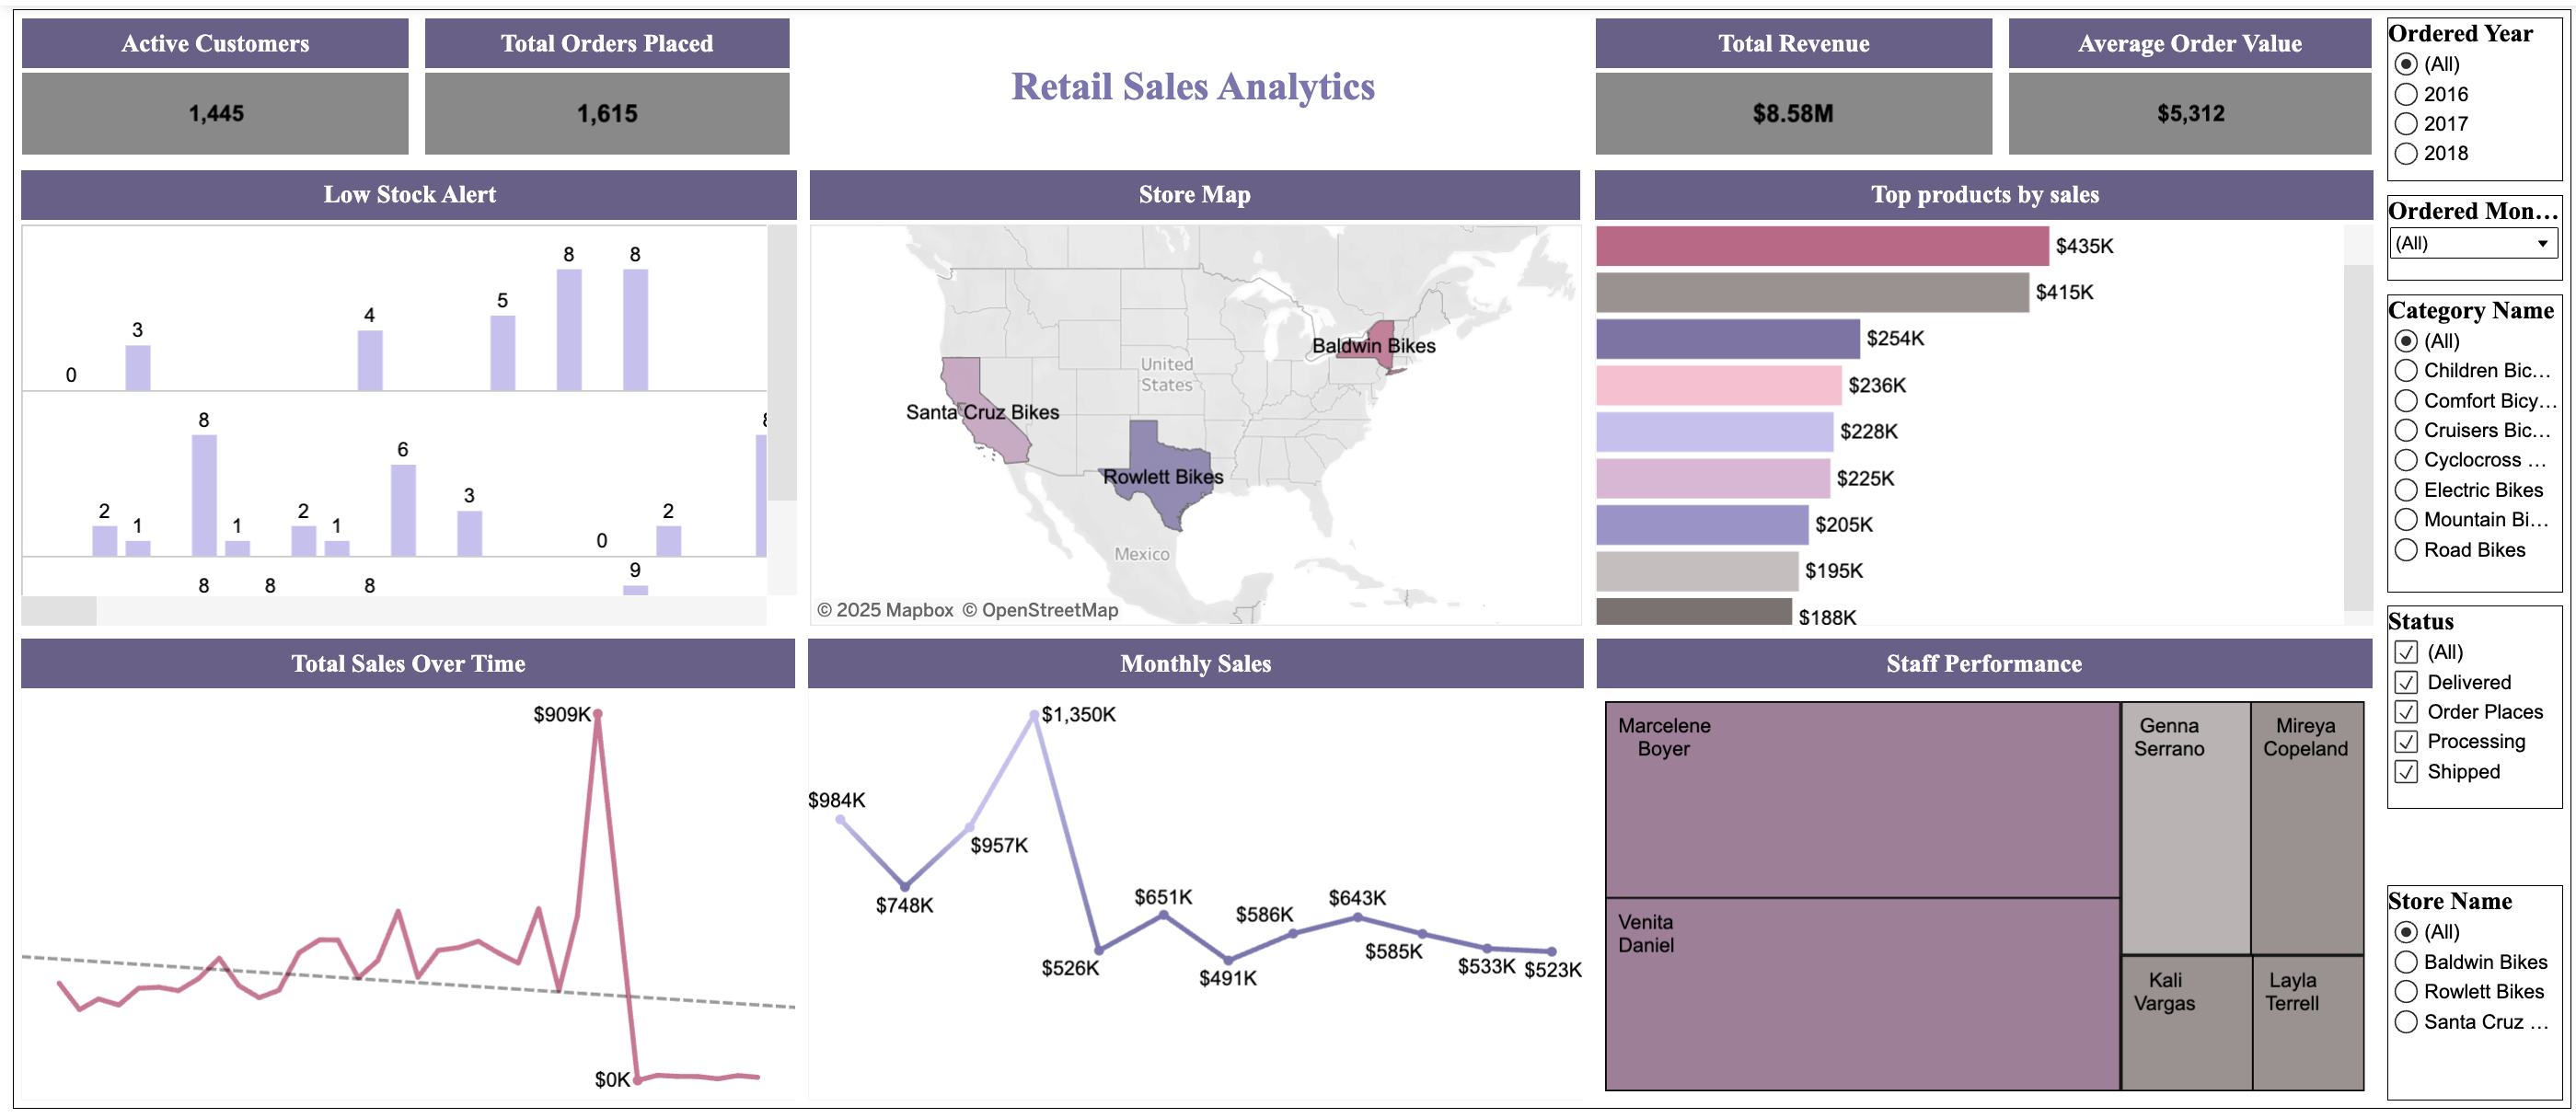 Active Customers
1,445
Total Orders Placed
1,615
Retail Sales Analytics
Total Revenue
$8.58M
Average Order Value
$5,312
Low Stock Alert
0
3
4
5
8
8
2
1
8
1
2
1
6
3
0
2
8
8
8
9
Store Map
United
States
Mexico
Baldwin Bikes
Santa Cruz Bikes
Rowlett Bikes
© 2025 Mapbox © OpenStreetMap
Top products by sales
$435K
$415K
$254K
$236K
$228K
$225K
$205K
$195K
$188K
Total Sales Over Time
$909K
$0K
Monthly Sales
$984K
$748K
$957K
$1,350K
$526K
$651K
$491K
$586K
$643K
$585K
$533K
$523K
Staff Performance
Marcelene
Boyer
Venita
Daniel
Genna
Serrano
Mireya
Copeland
Kali
Vargas
Layla
Terrell
Ordered Year
(All)
2016
2017
2018
Ordered Mon...
(All)
Category Name
(All)
Children Bic...
Comfort Bicy...
Cruisers Bic...
Cyclocross ...
Electric Bikes
Mountain Bi...
Road Bikes
Status
(All)
Delivered
Order Places
Processing
Shipped
Store Name
(All)
Baldwin Bikes
Rowlett Bikes
Santa Cruz ...